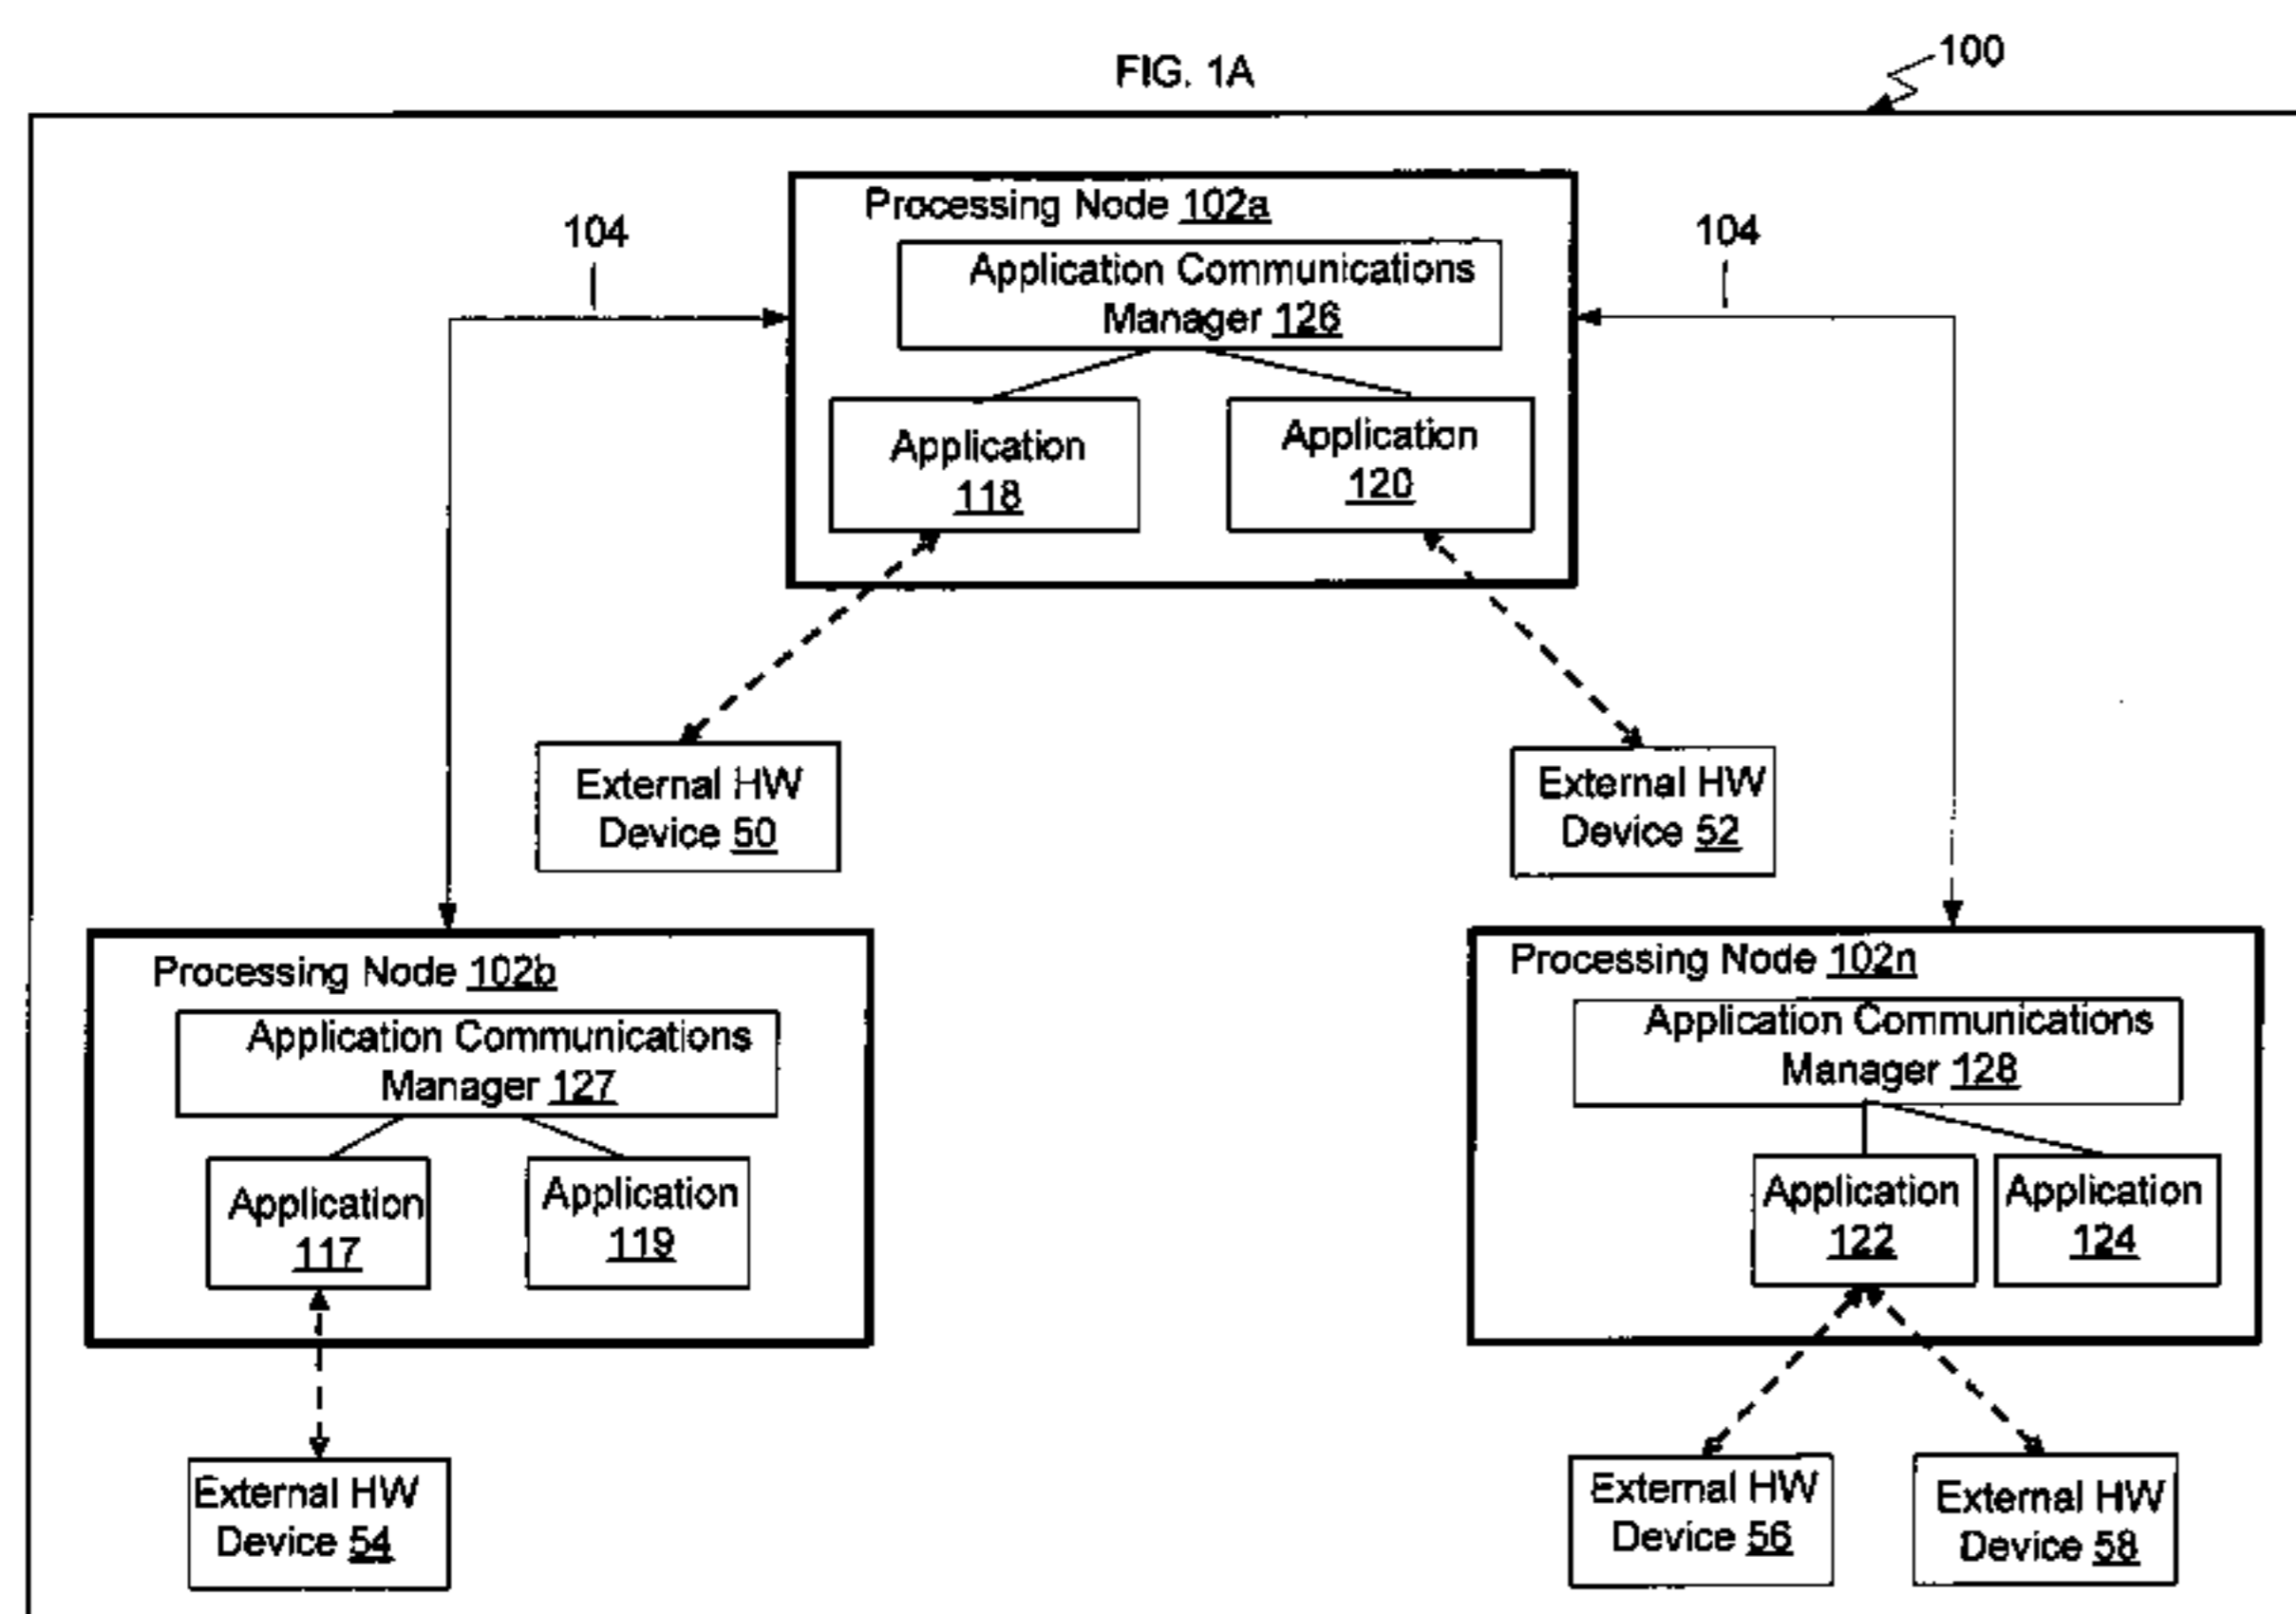 FIG. 1A
100
Processing Node 102a
104
104
Application Communications
Manager 126
Application
118
Application
120
External HW
Device 50
External HW
Device 52
Processing Node 102b
Application Communications
Manager 127
Application
117
Application
119
External HW
Device 54
Processing Node 102n
Application Communications
Manager 128
Application
122
Application
124
External HW
Device 56
External HW
Device 58